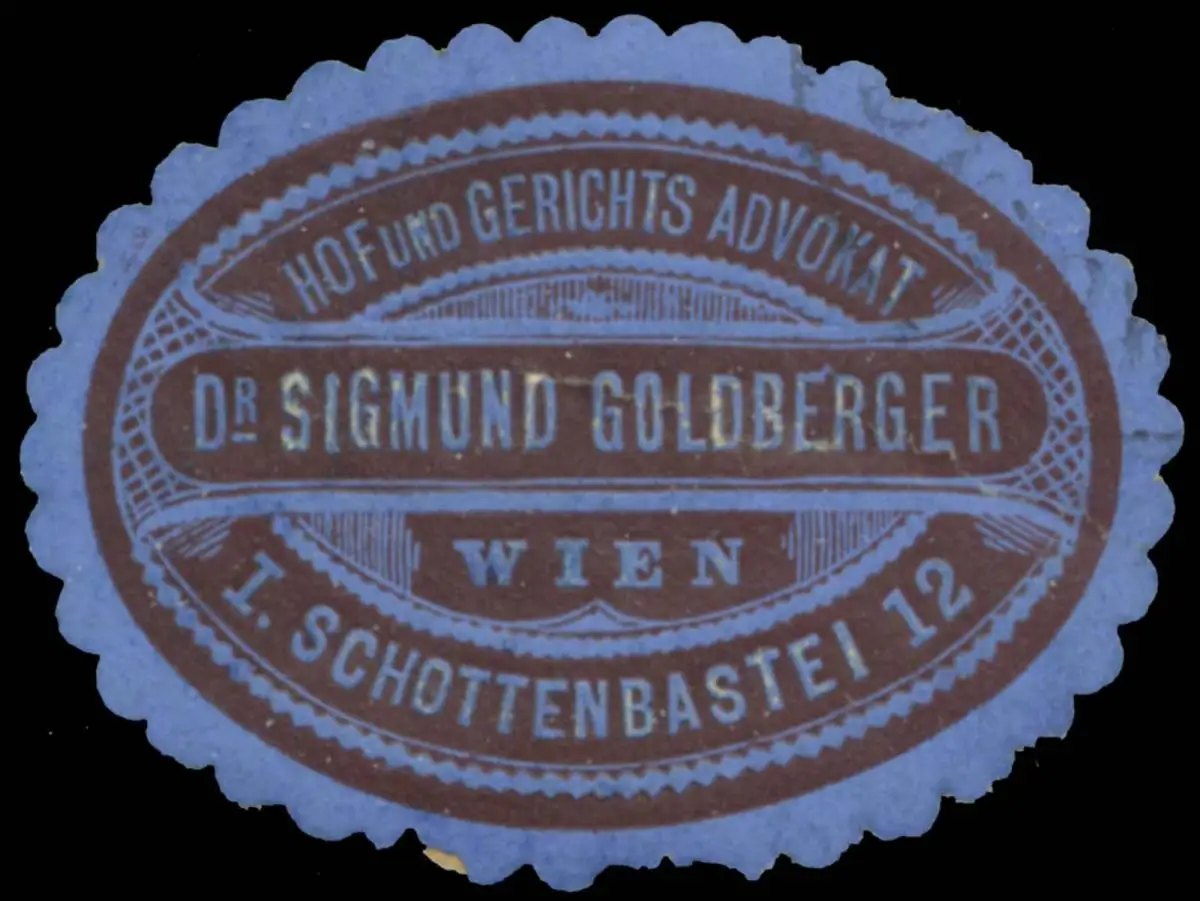 HOF UND GERICHTS ADVOKAT
DR SIGMUND GOLDBERGER
WIEN
I. SCHOTTENBASTEI 12